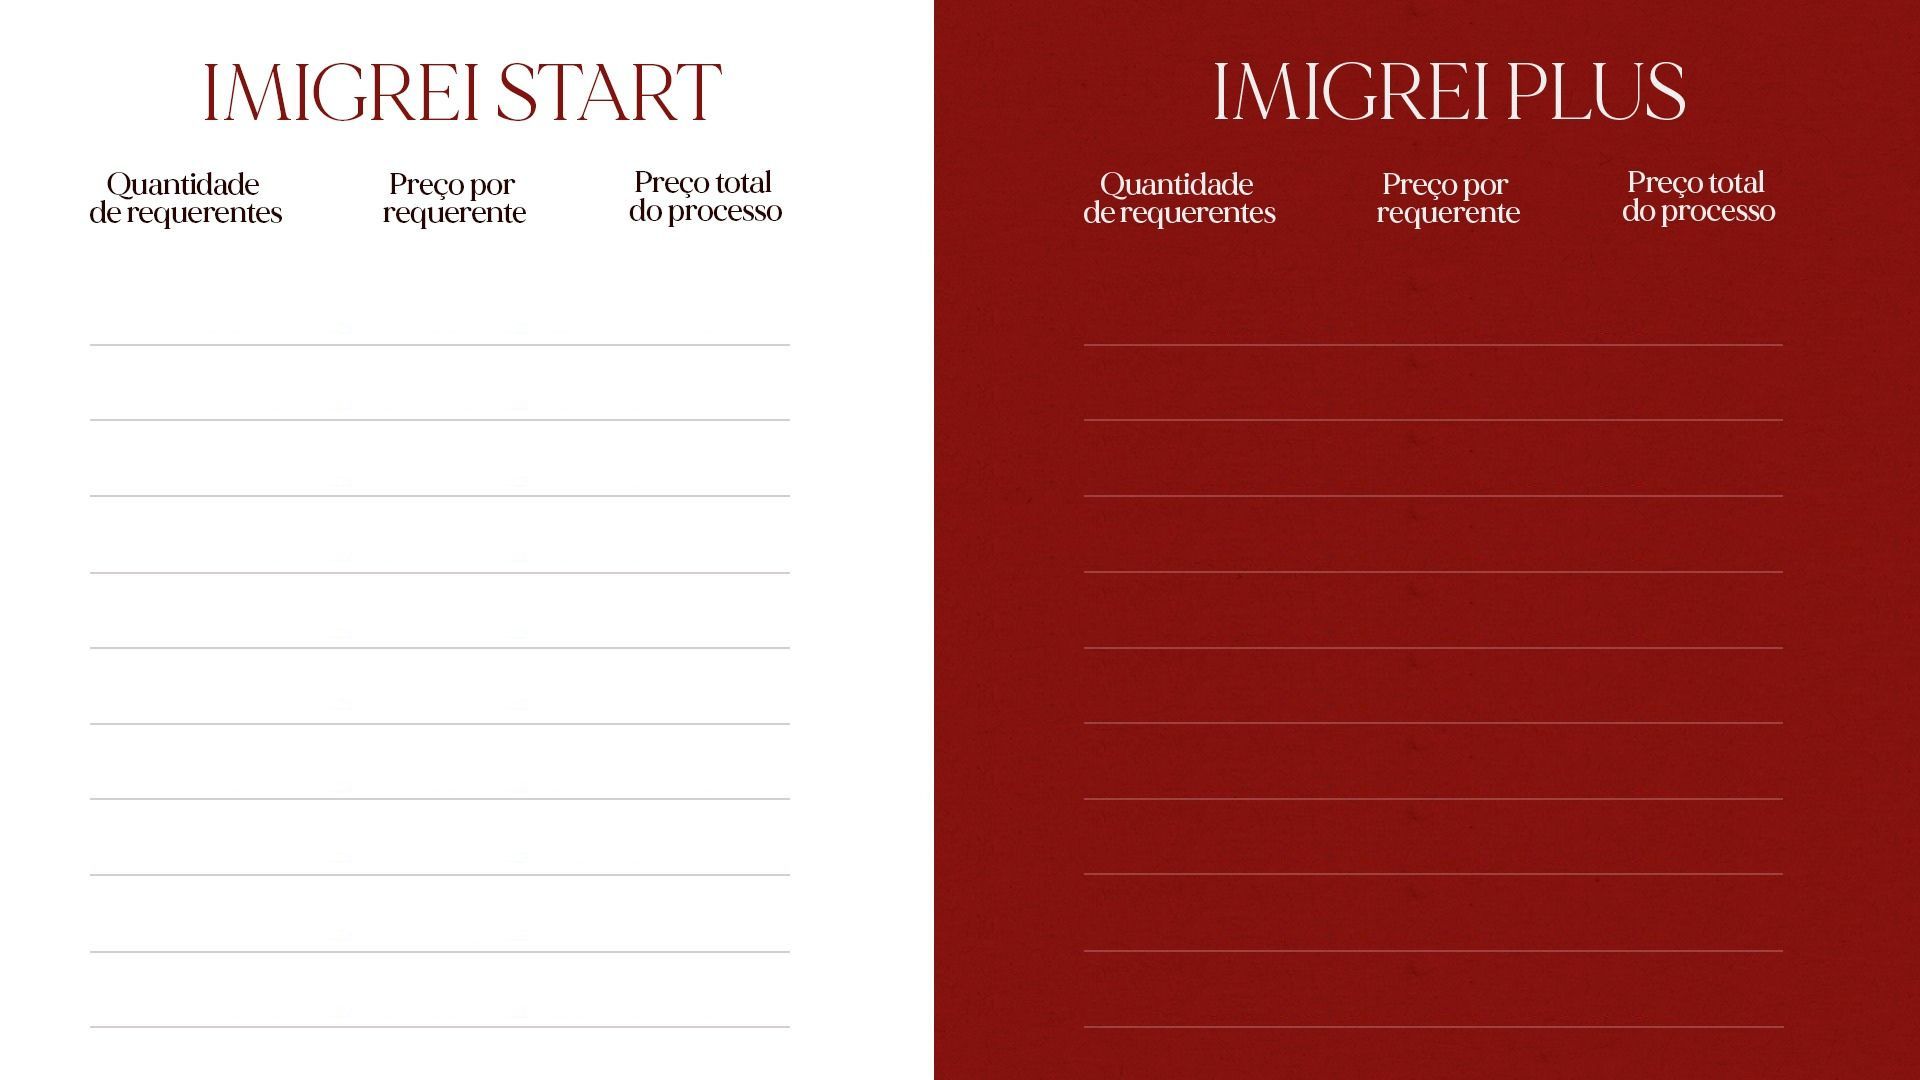 IMIGREI START
Quantidade
de requerentes
Preço por
requerente
Preço total
do processo
IMIGREI PLUS
Quantidade
de requerentes
Preço por
requerente
Preço total
do processo